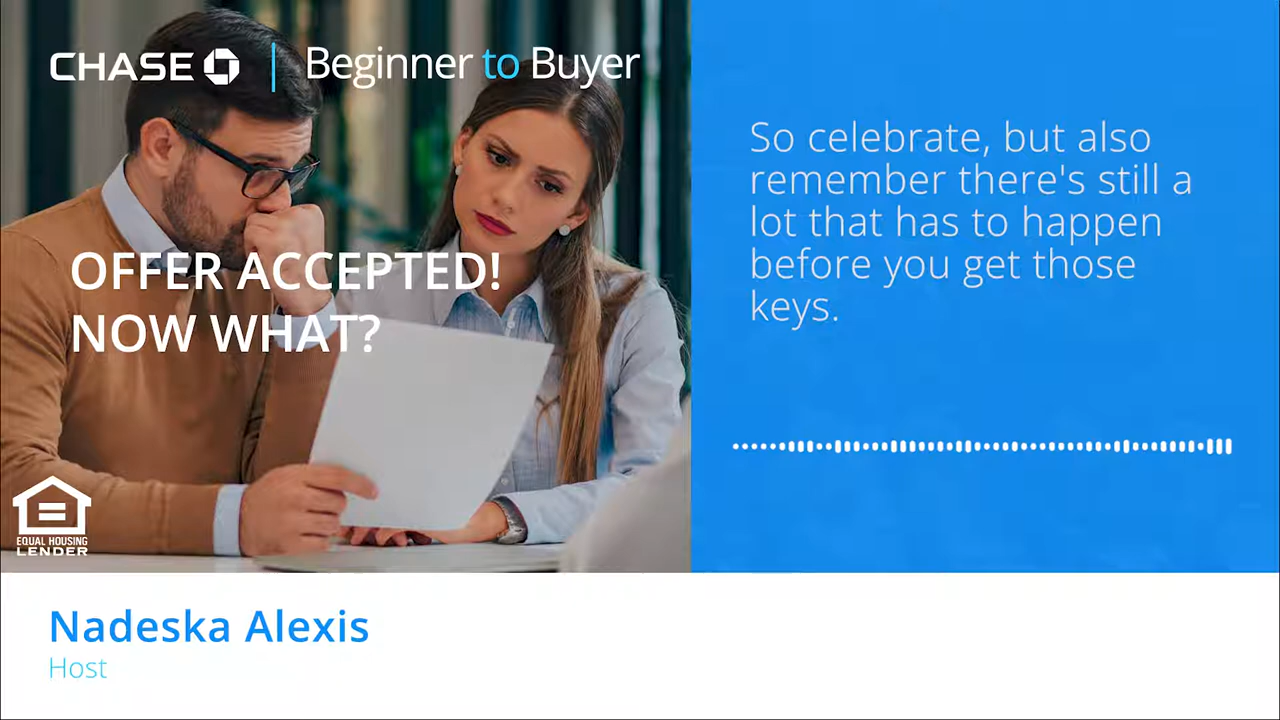 CHASE | Beginner to Buyer
OFFER ACCEPTED!
NOW WHAT?
EQUAL HOUSING
LENDER
So celebrate, but also
remember there's still a
lot that has to happen
before you get those
keys.
Nadeska Alexis
Host